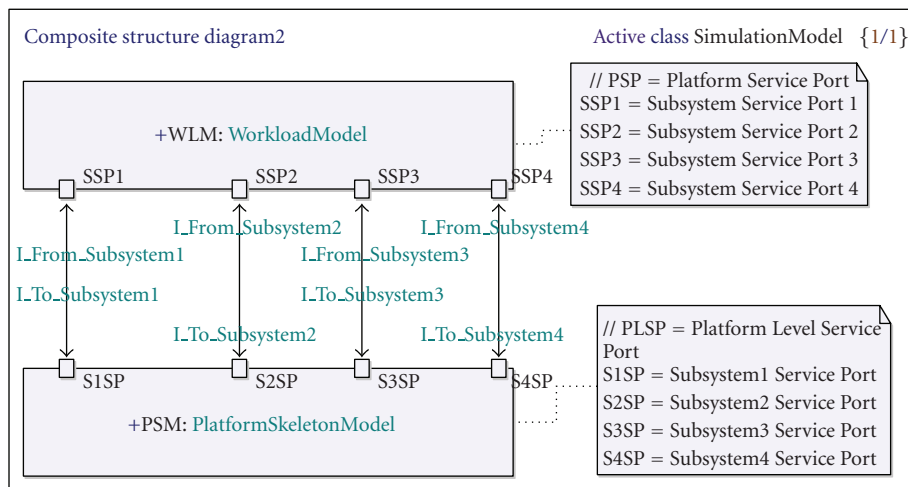 Composite structure diagram2
Active class SimulationModel {1/1}
// PSP = Platform Service Port
SSP1 = Subsystem Service Port 1
SSP2 = Subsystem Service Port 2
SSP3 = Subsystem Service Port 3
SSP4 = Subsystem Service Port 4
+WLM: WorkloadModel
SSP1
SSP2
SSP3
SSP4
I_From_Subsystem2
I_From_Subsystem4
I_From_Subsystem1
I_From_Subsystem3
I_To_Subsystem1
I_To_Subsystem3
I_To_Subsystem2
I_To_Subsystem4
S1SP
S2SP
S3SP
S4SP
+PSM: PlatformSkeletonModel
// PLSP = Platform Level Service
Port
S1SP = Subsystem1 Service Port
S2SP = Subsystem2 Service Port
S3SP = Subsystem3 Service Port
S4SP = Subsystem4 Service Port